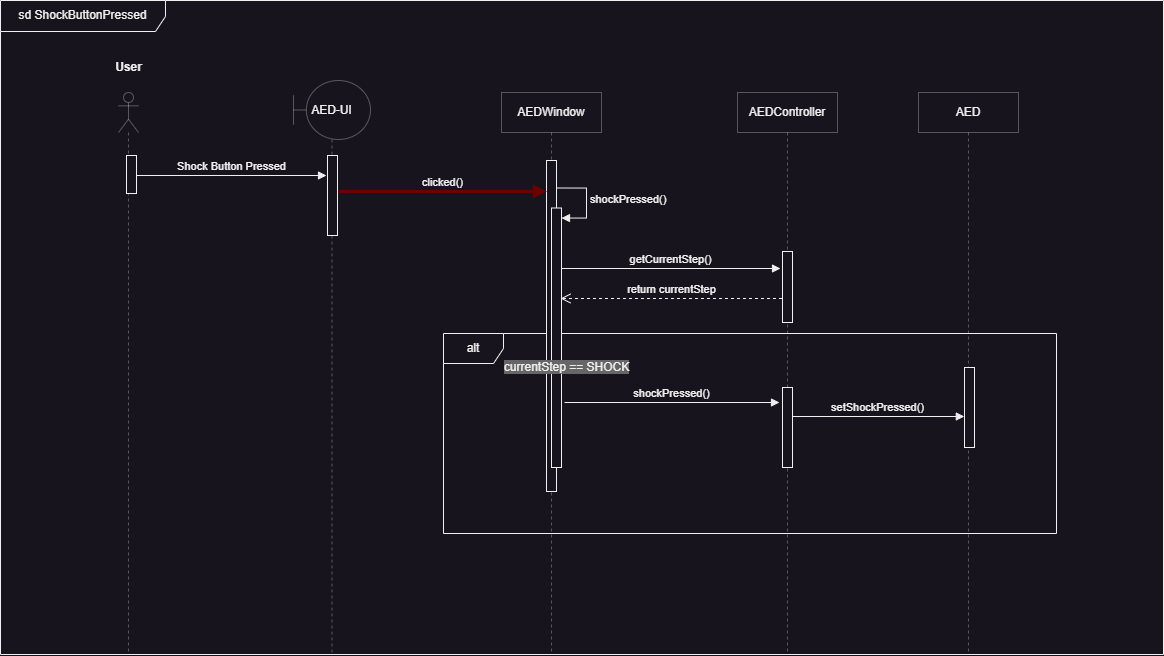 sd ShockButtonPressed
User
AED-UI
AEDWindow
AEDController
AED
Shock Button Pressed
clicked()
shockPressed()
getCurrentStep()
return currentStep
alt
currentStep == SHOCK
shockPressed()
setShockPressed()